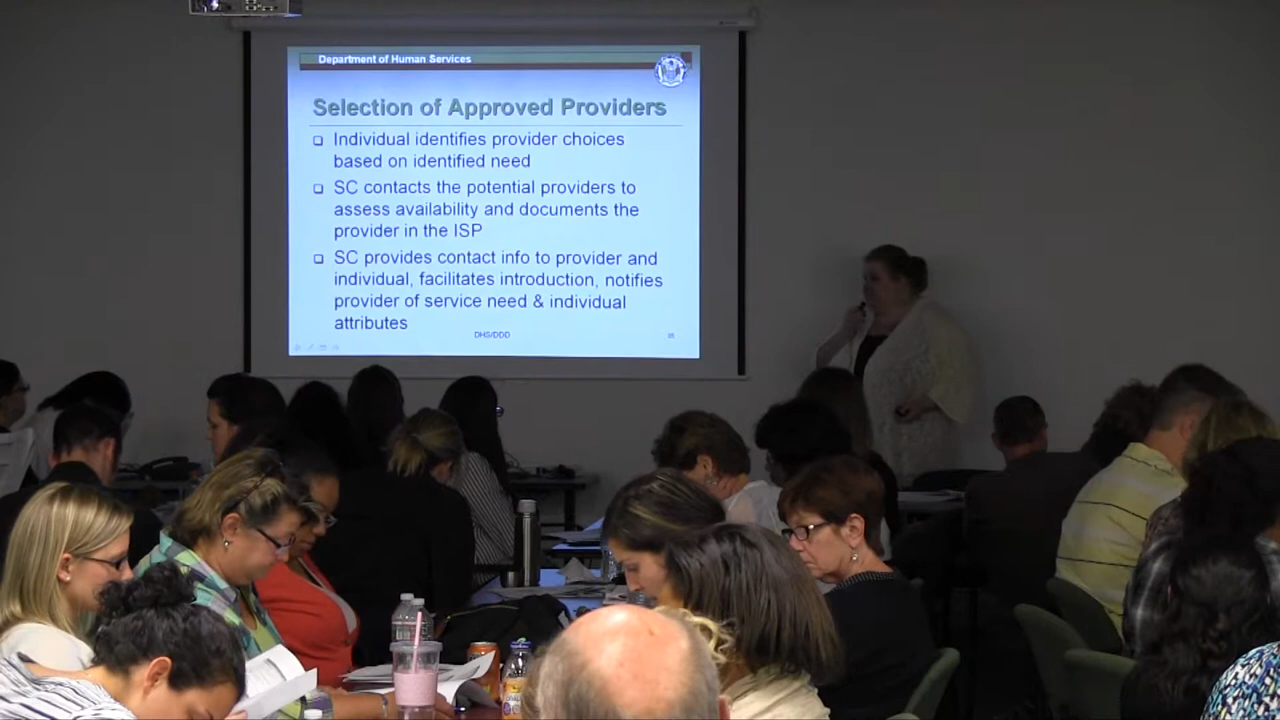 Department of Human Services
Selection of Approved Providers
❑ Individual identifies provider choices
based on identified need
❑ SC contacts the potential providers to
assess availability and documents the
provider in the ISP
❑ SC provides contact info to provider and
individual, facilitates introduction, notifies
provider of service need & individual
attributes
DHS/DDD